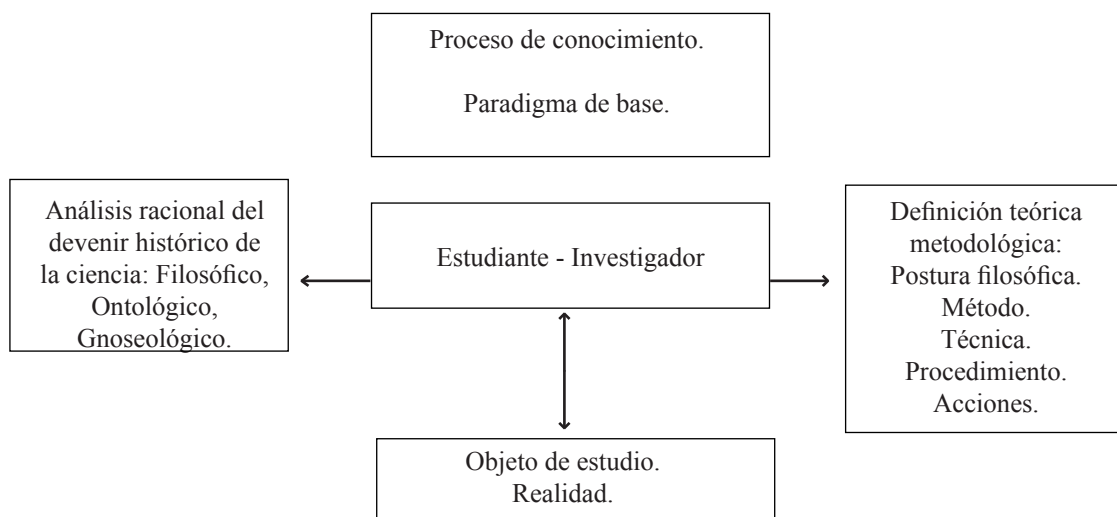 Proceso de conocimiento.
Paradigma de base.
Análisis racional del
devenir histórico de
la ciencia: Filosófico,
Ontológico,
Gnoseológico.
Estudiante - Investigador
Definición teórica
metodológica:
Postura filosófica.
Método.
Técnica.
Procedimiento.
Acciones.
Objeto de estudio.
Realidad.